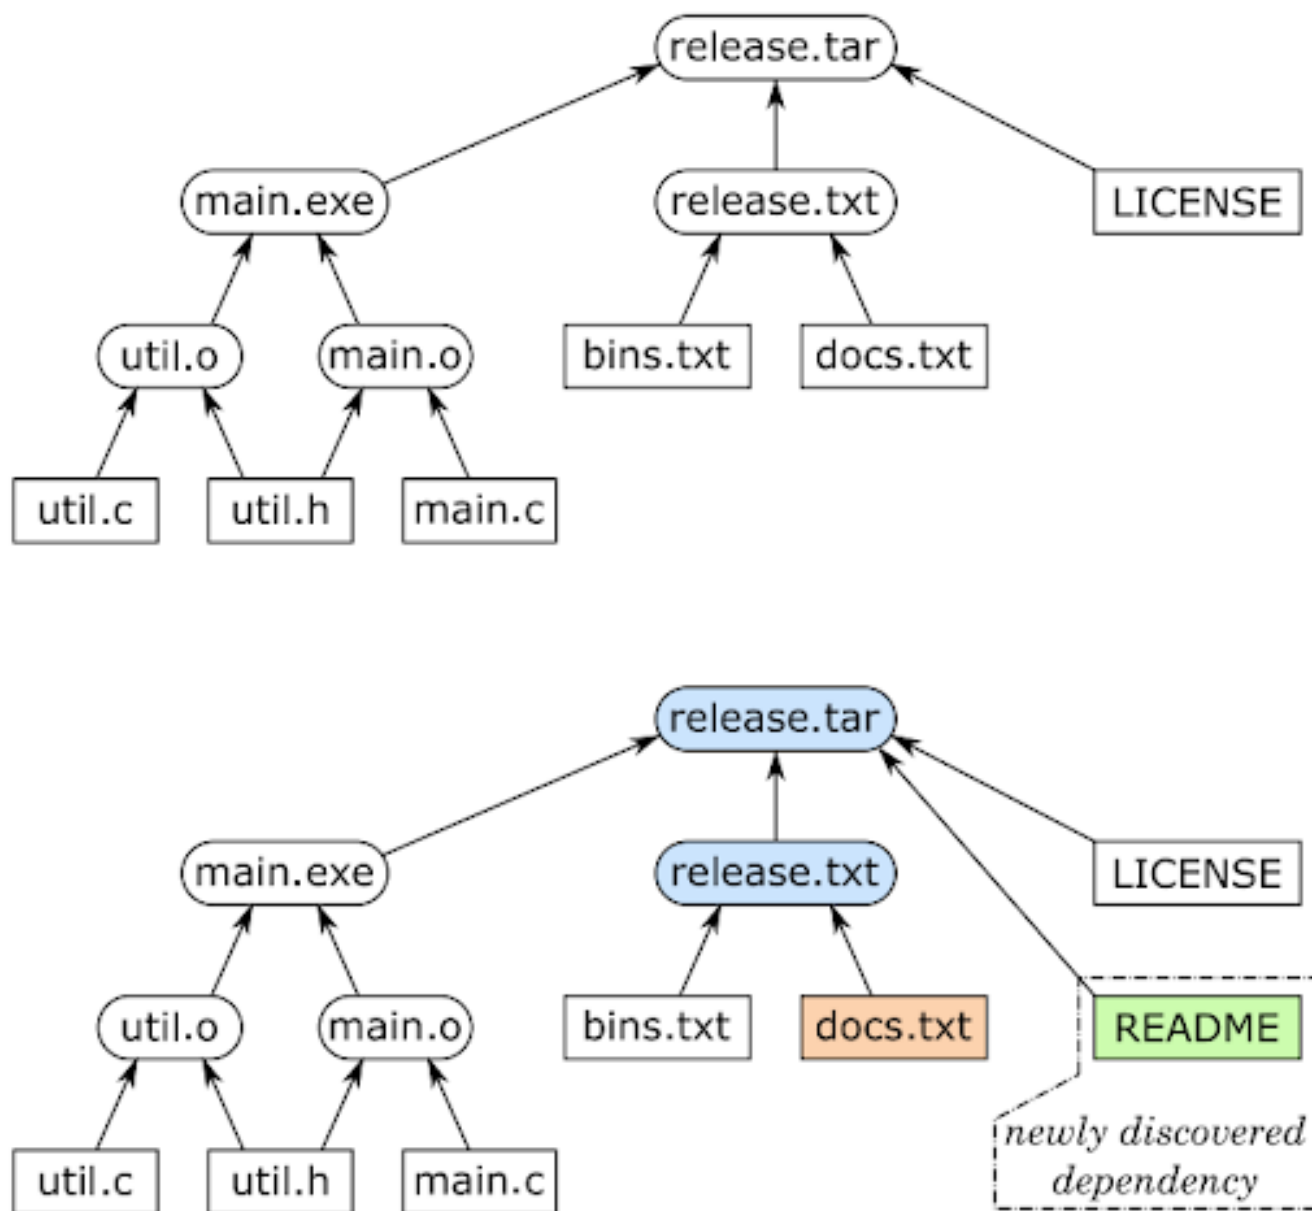 release.tar
main.exe
release.txt
LICENSE
util.o
main.o
bins.txt
docs.txt
util.c
util.h
main.c
release.tar
main.exe
release.txt
LICENSE
util.o
main.o
bins.txt
docs.txt
README
newly discovered
dependency
util.c
util.h
main.c